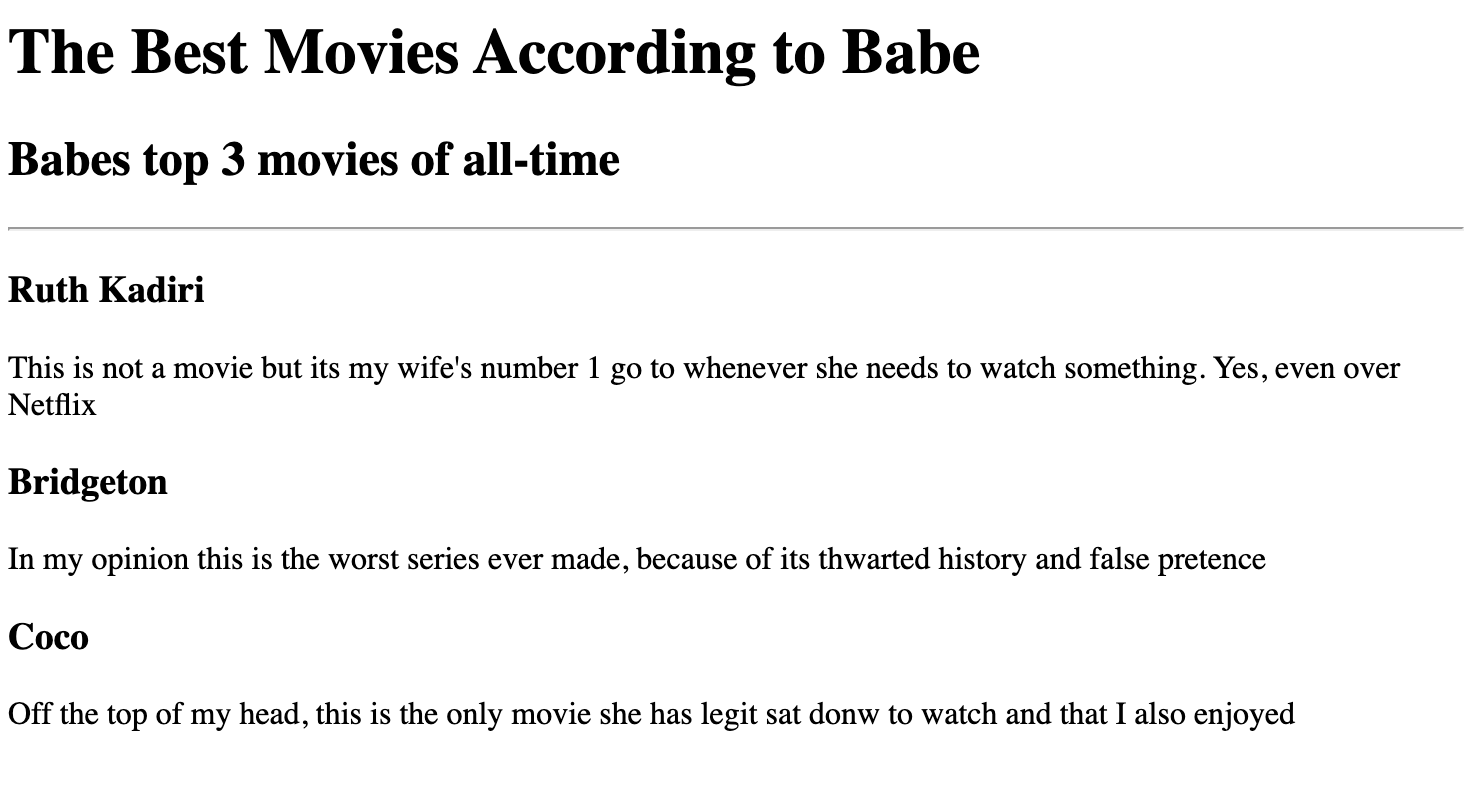 The Best Movies According to Babe
Babes top 3 movies of all-time
Ruth Kadiri
This is not a movie but its my wife's number 1 go to whenever she needs to watch something. Yes, even over
Netflix
Bridgeton
In my opinion this is the worst series ever made, because of its thwarted history and false pretence
Coco
Off the top of my head, this is the only movie she has legit sat donw to watch and that I also enjoyed